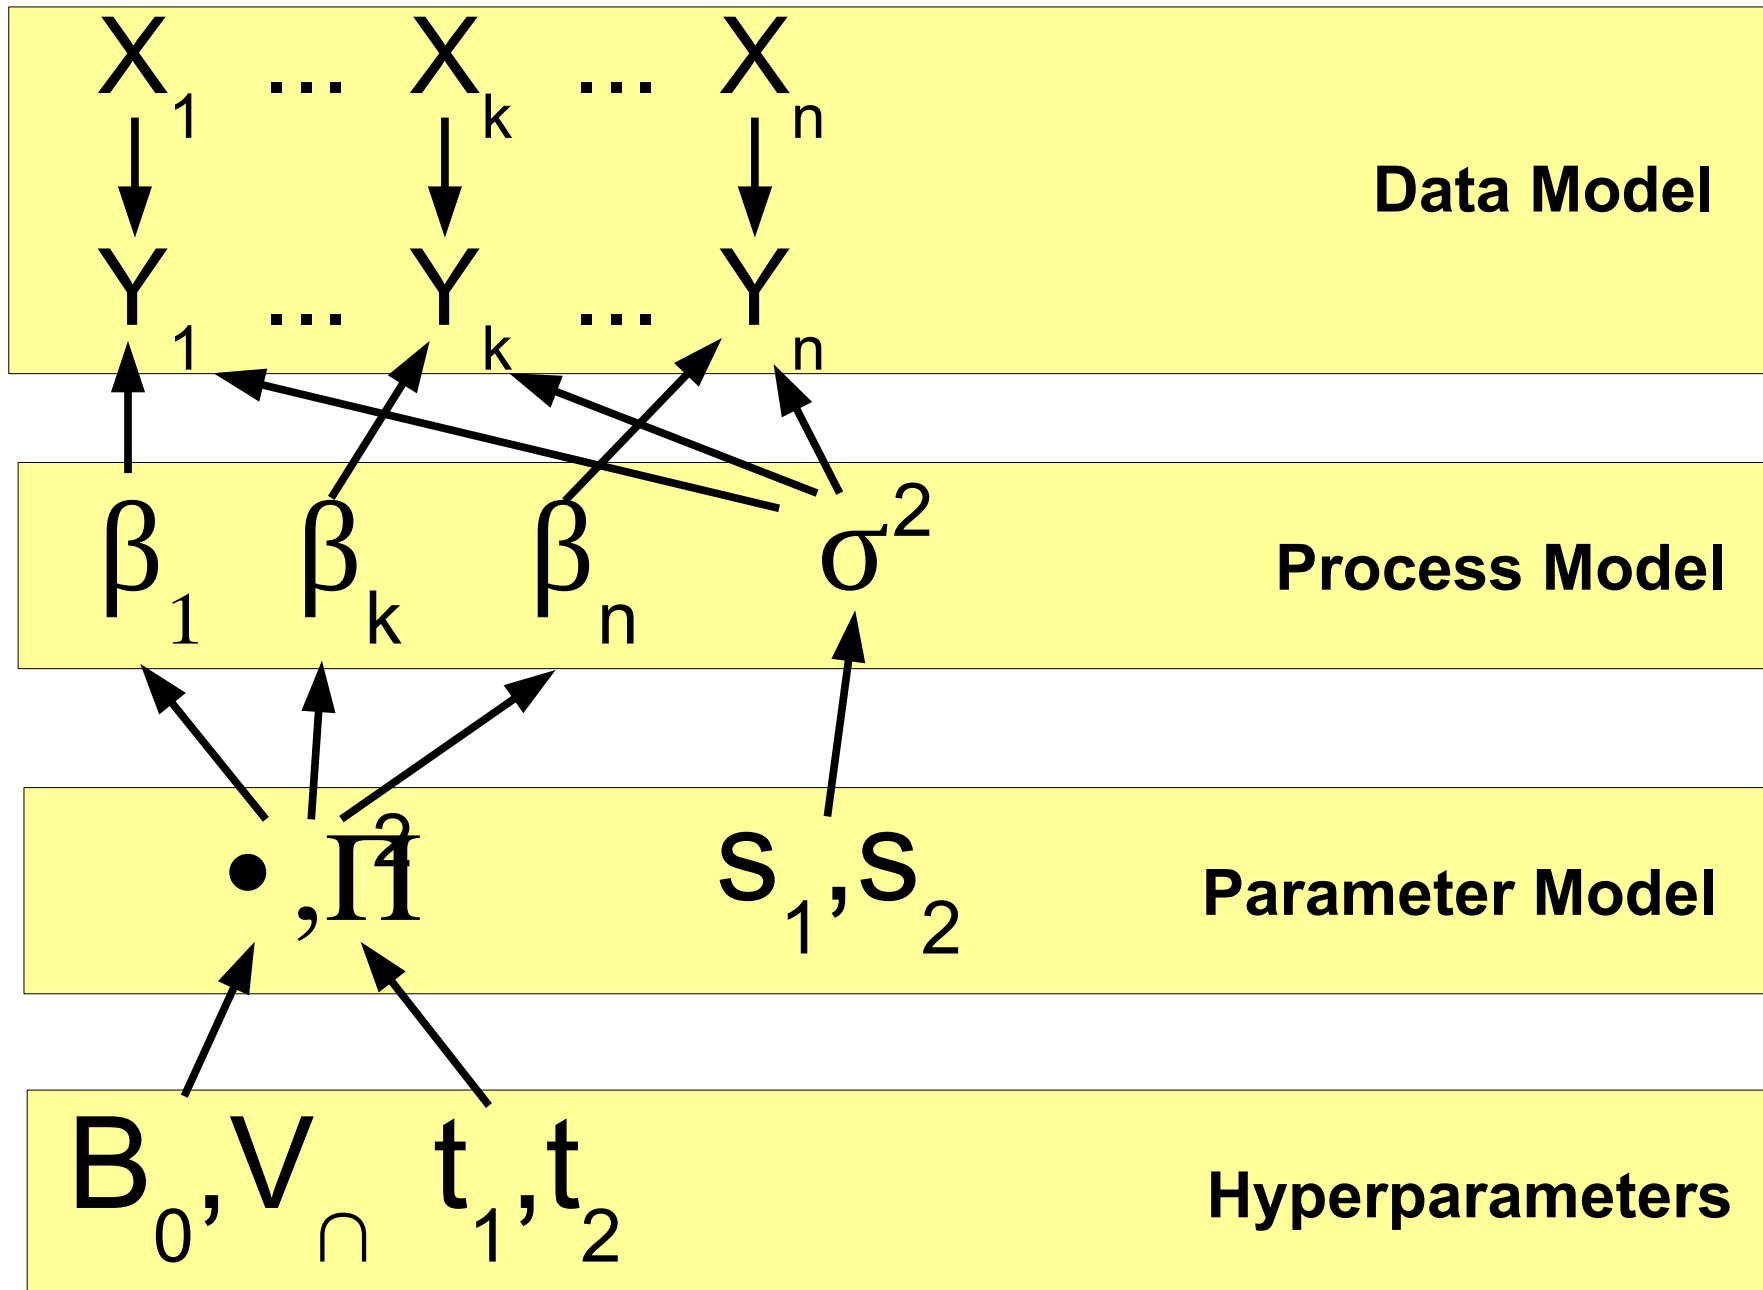 X₁ ... Xₖ ... Xₙ
Data Model
Y₁ ... Yₖ ... Yₙ
β₁ βₖ βₙ σ² Process Model
•,Π² s₁,s₂ Parameter Model
B₀,V∩ t₁,t₂ Hyperparameters